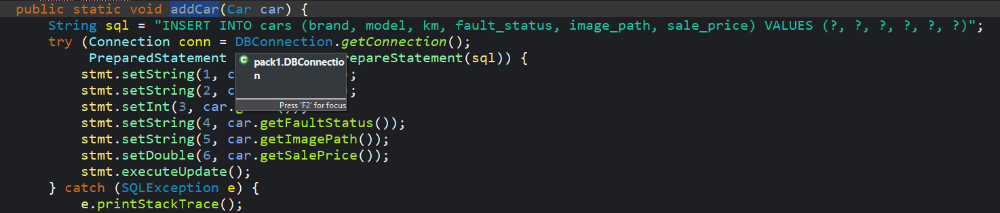 public static void addCar(Car car) {
String sql = "INSERT INTO cars (brand, model, km, fault_status, image_path, sale_price) VALUES (?, ?, ?, ?, ?, ?)";
try (Connection conn = DBConnection.getConnection();
PreparedStatement repareStatement(sql)) {
pack1.DBConnectio
n
Press 'F2' for focus
stmt.setString(1, c ;
stmt.setString(2, c ;
stmt.setInt(3, car.
stmt.setString(4, car.getFaultStatus());
stmt.setString(5, car.getImagePath());
stmt.setDouble(6, car.getSalePrice());
stmt.executeUpdate();
} catch (SQLException e) {
e.printStackTrace();